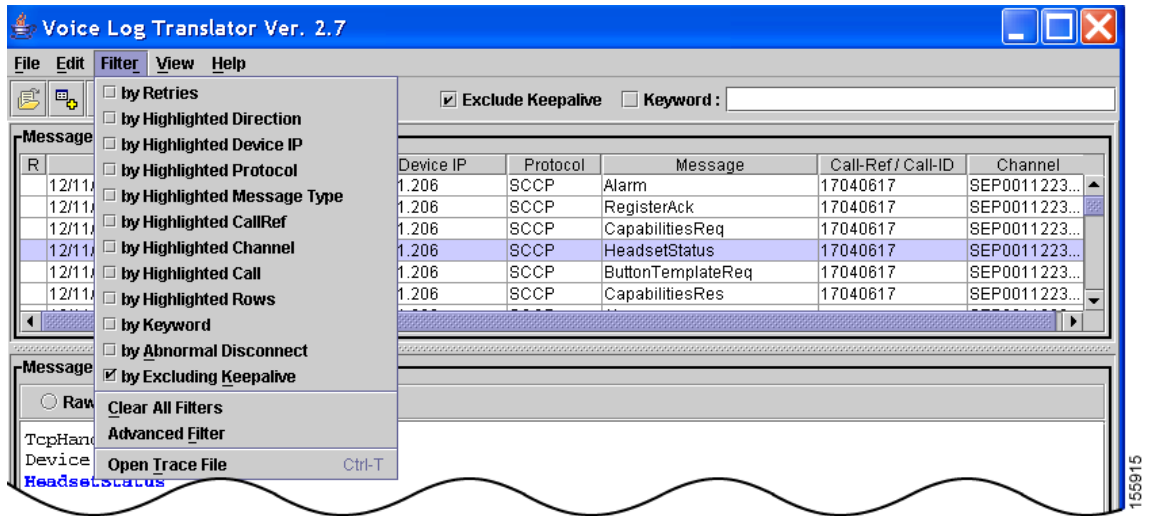 Voice Log Translator Ver. 2.7
File Edit Filter View Help
Exclude Keepalive Keyword :
by Retries
by Highlighted Direction
by Highlighted Device IP
by Highlighted Protocol
by Highlighted Message Type
by Highlighted CallRef
by Highlighted Channel
by Highlighted Call
by Highlighted Rows
by Keyword
by Abnormal Disconnect
by Excluding Keepalive
Clear All Filters
Advanced Filter
Open Trace File Ctrl-T
Message
R Device IP Protocol Message Call-Ref / Call-ID Channel
12/11/ 1.206 SCCP Alarm 17040617 SEP0011223...
12/11/ 1.206 SCCP RegisterAck 17040617 SEP0011223...
12/11/ 1.206 SCCP CapabilitiesReq 17040617 SEP0011223...
12/11/ 1.206 SCCP HeadsetStatus 17040617 SEP0011223...
12/11/ 1.206 SCCP ButtonTemplateReq 17040617 SEP0011223...
12/11/ 1.206 SCCP CapabilitiesRes 17040617 SEP0011223...
Message
Raw
TcpHand
Device
HeadsetStatus
155915